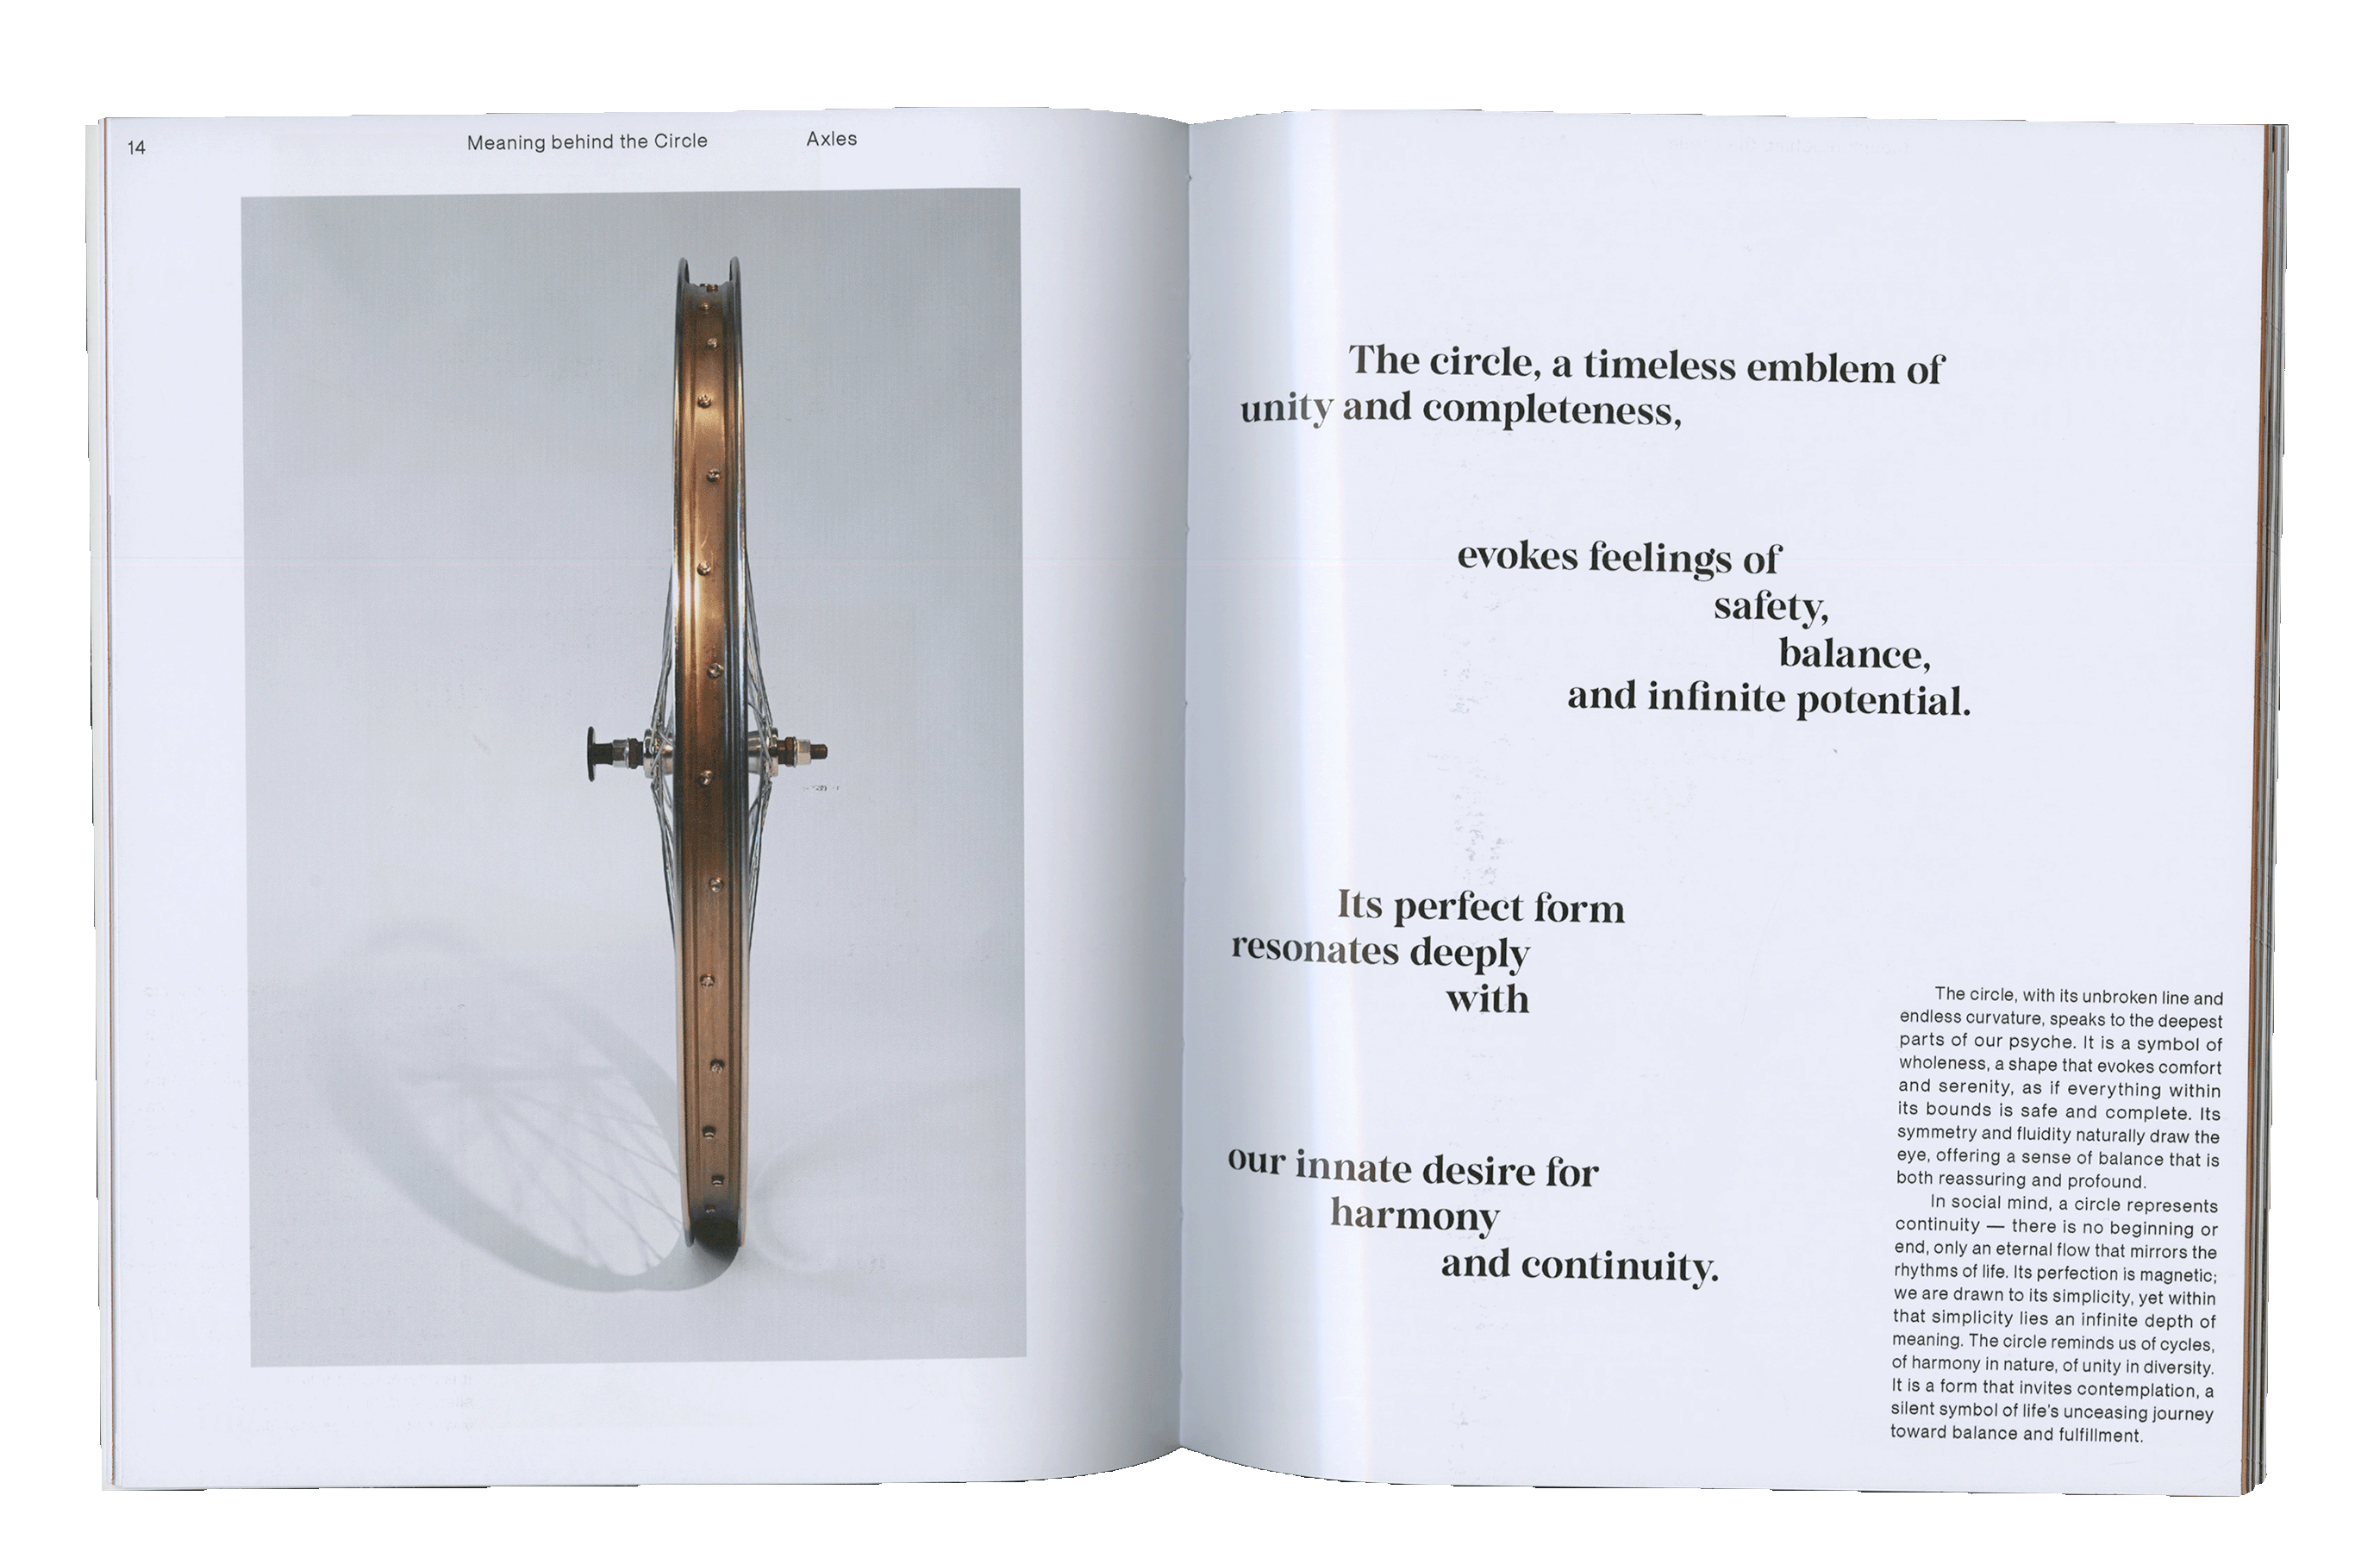 14
Meaning behind the Circle
Axles
The circle, a timeless emblem of
unity and completeness,
evokes feelings of
safety,
balance,
and infinite potential.
Its perfect form
resonates deeply
with
our innate desire for
harmony
and continuity.
The circle, with its unbroken line and
endless curvature, speaks to the deepest
parts of our psyche. It is a symbol of
wholeness, a shape that evokes comfort
and serenity, as if everything within
its bounds is safe and complete. Its
symmetry and fluidity naturally draw the
eye, offering a sense of balance that is
both reassuring and profound.
In social mind, a circle represents
continuity — there is no beginning or
end, only an eternal flow that mirrors the
rhythms of life. Its perfection is magnetic;
we are drawn to its simplicity, yet within
that simplicity lies an infinite depth of
meaning. The circle reminds us of cycles,
of harmony in nature, of unity in diversity.
It is a form that invites contemplation, a
silent symbol of life's unceasing journey
toward balance and fulfillment.